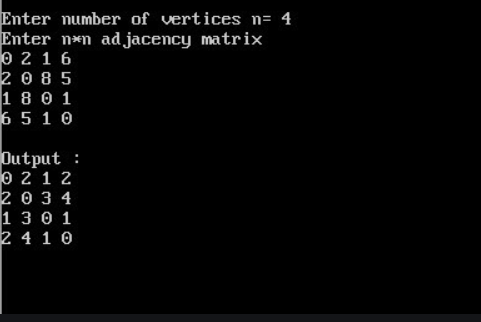 Enter number of vertices n= 4
Enter n*n adjacency matrix
0 2 1 6
2 0 8 5
1 8 0 1
6 5 1 0
Output :
0 2 1 2
2 0 3 4
1 3 0 1
2 4 1 0